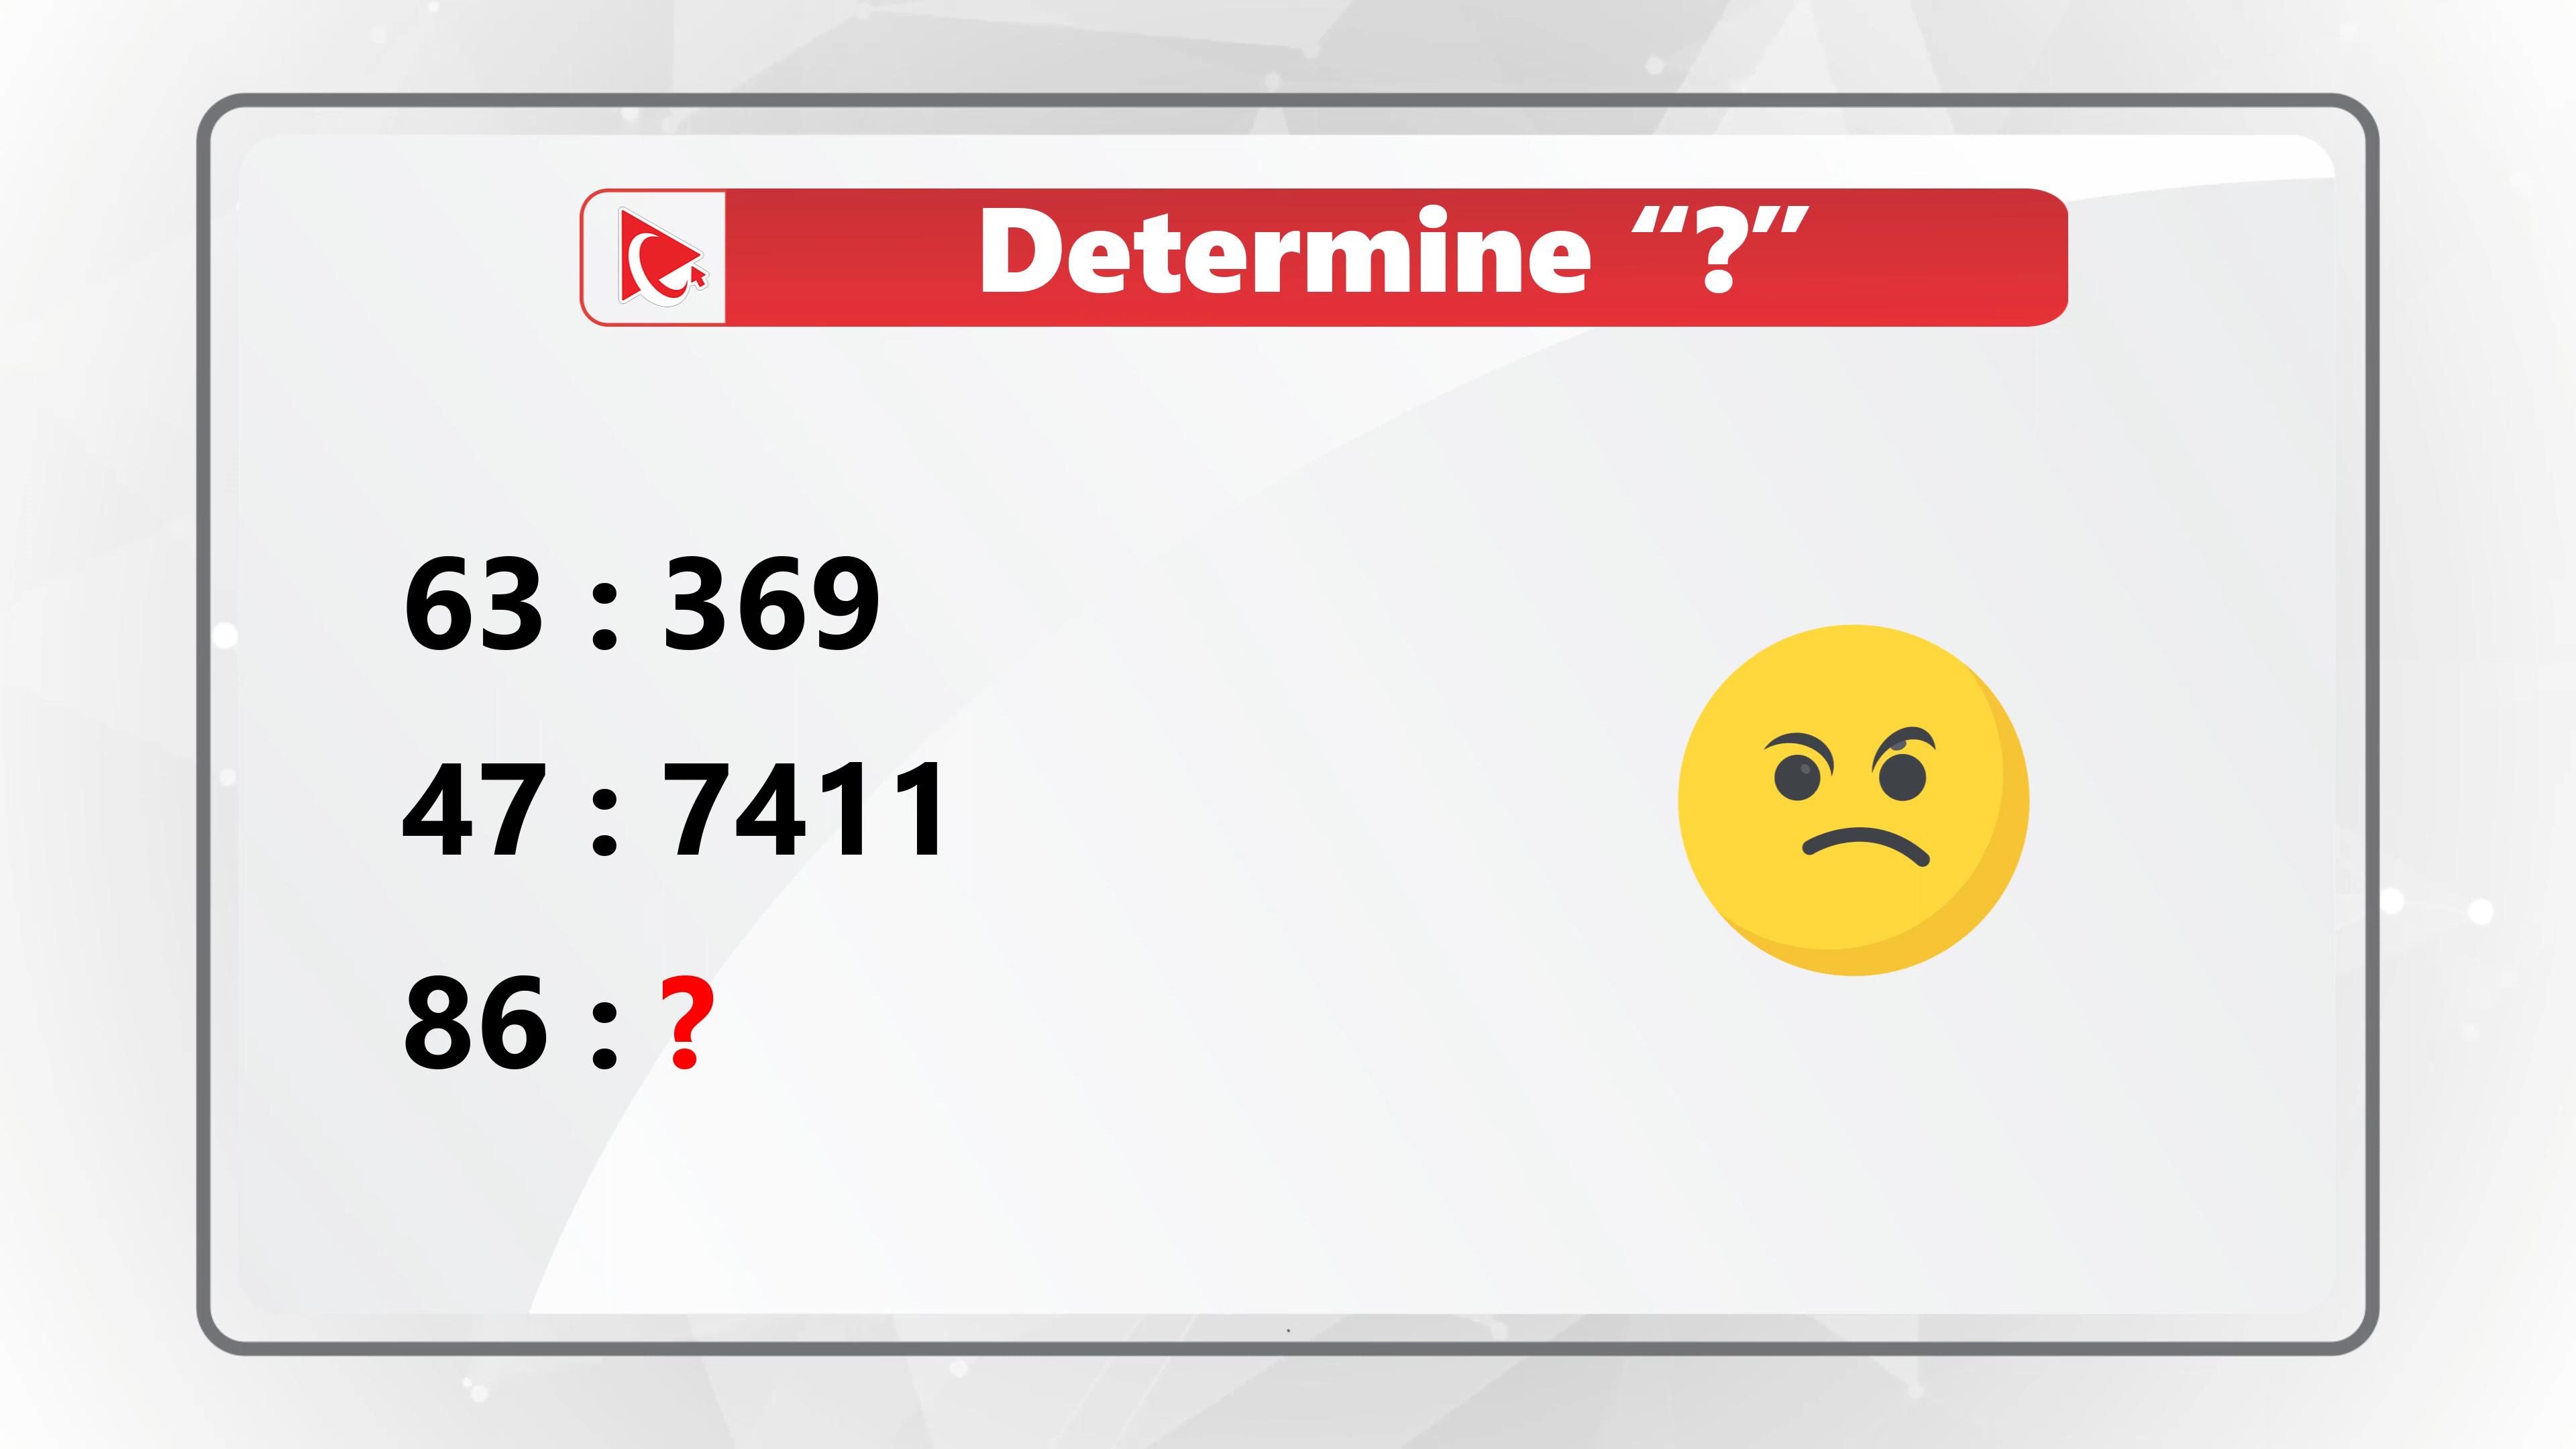 Determine “?”
63 : 369
47 : 7411
86 : ?